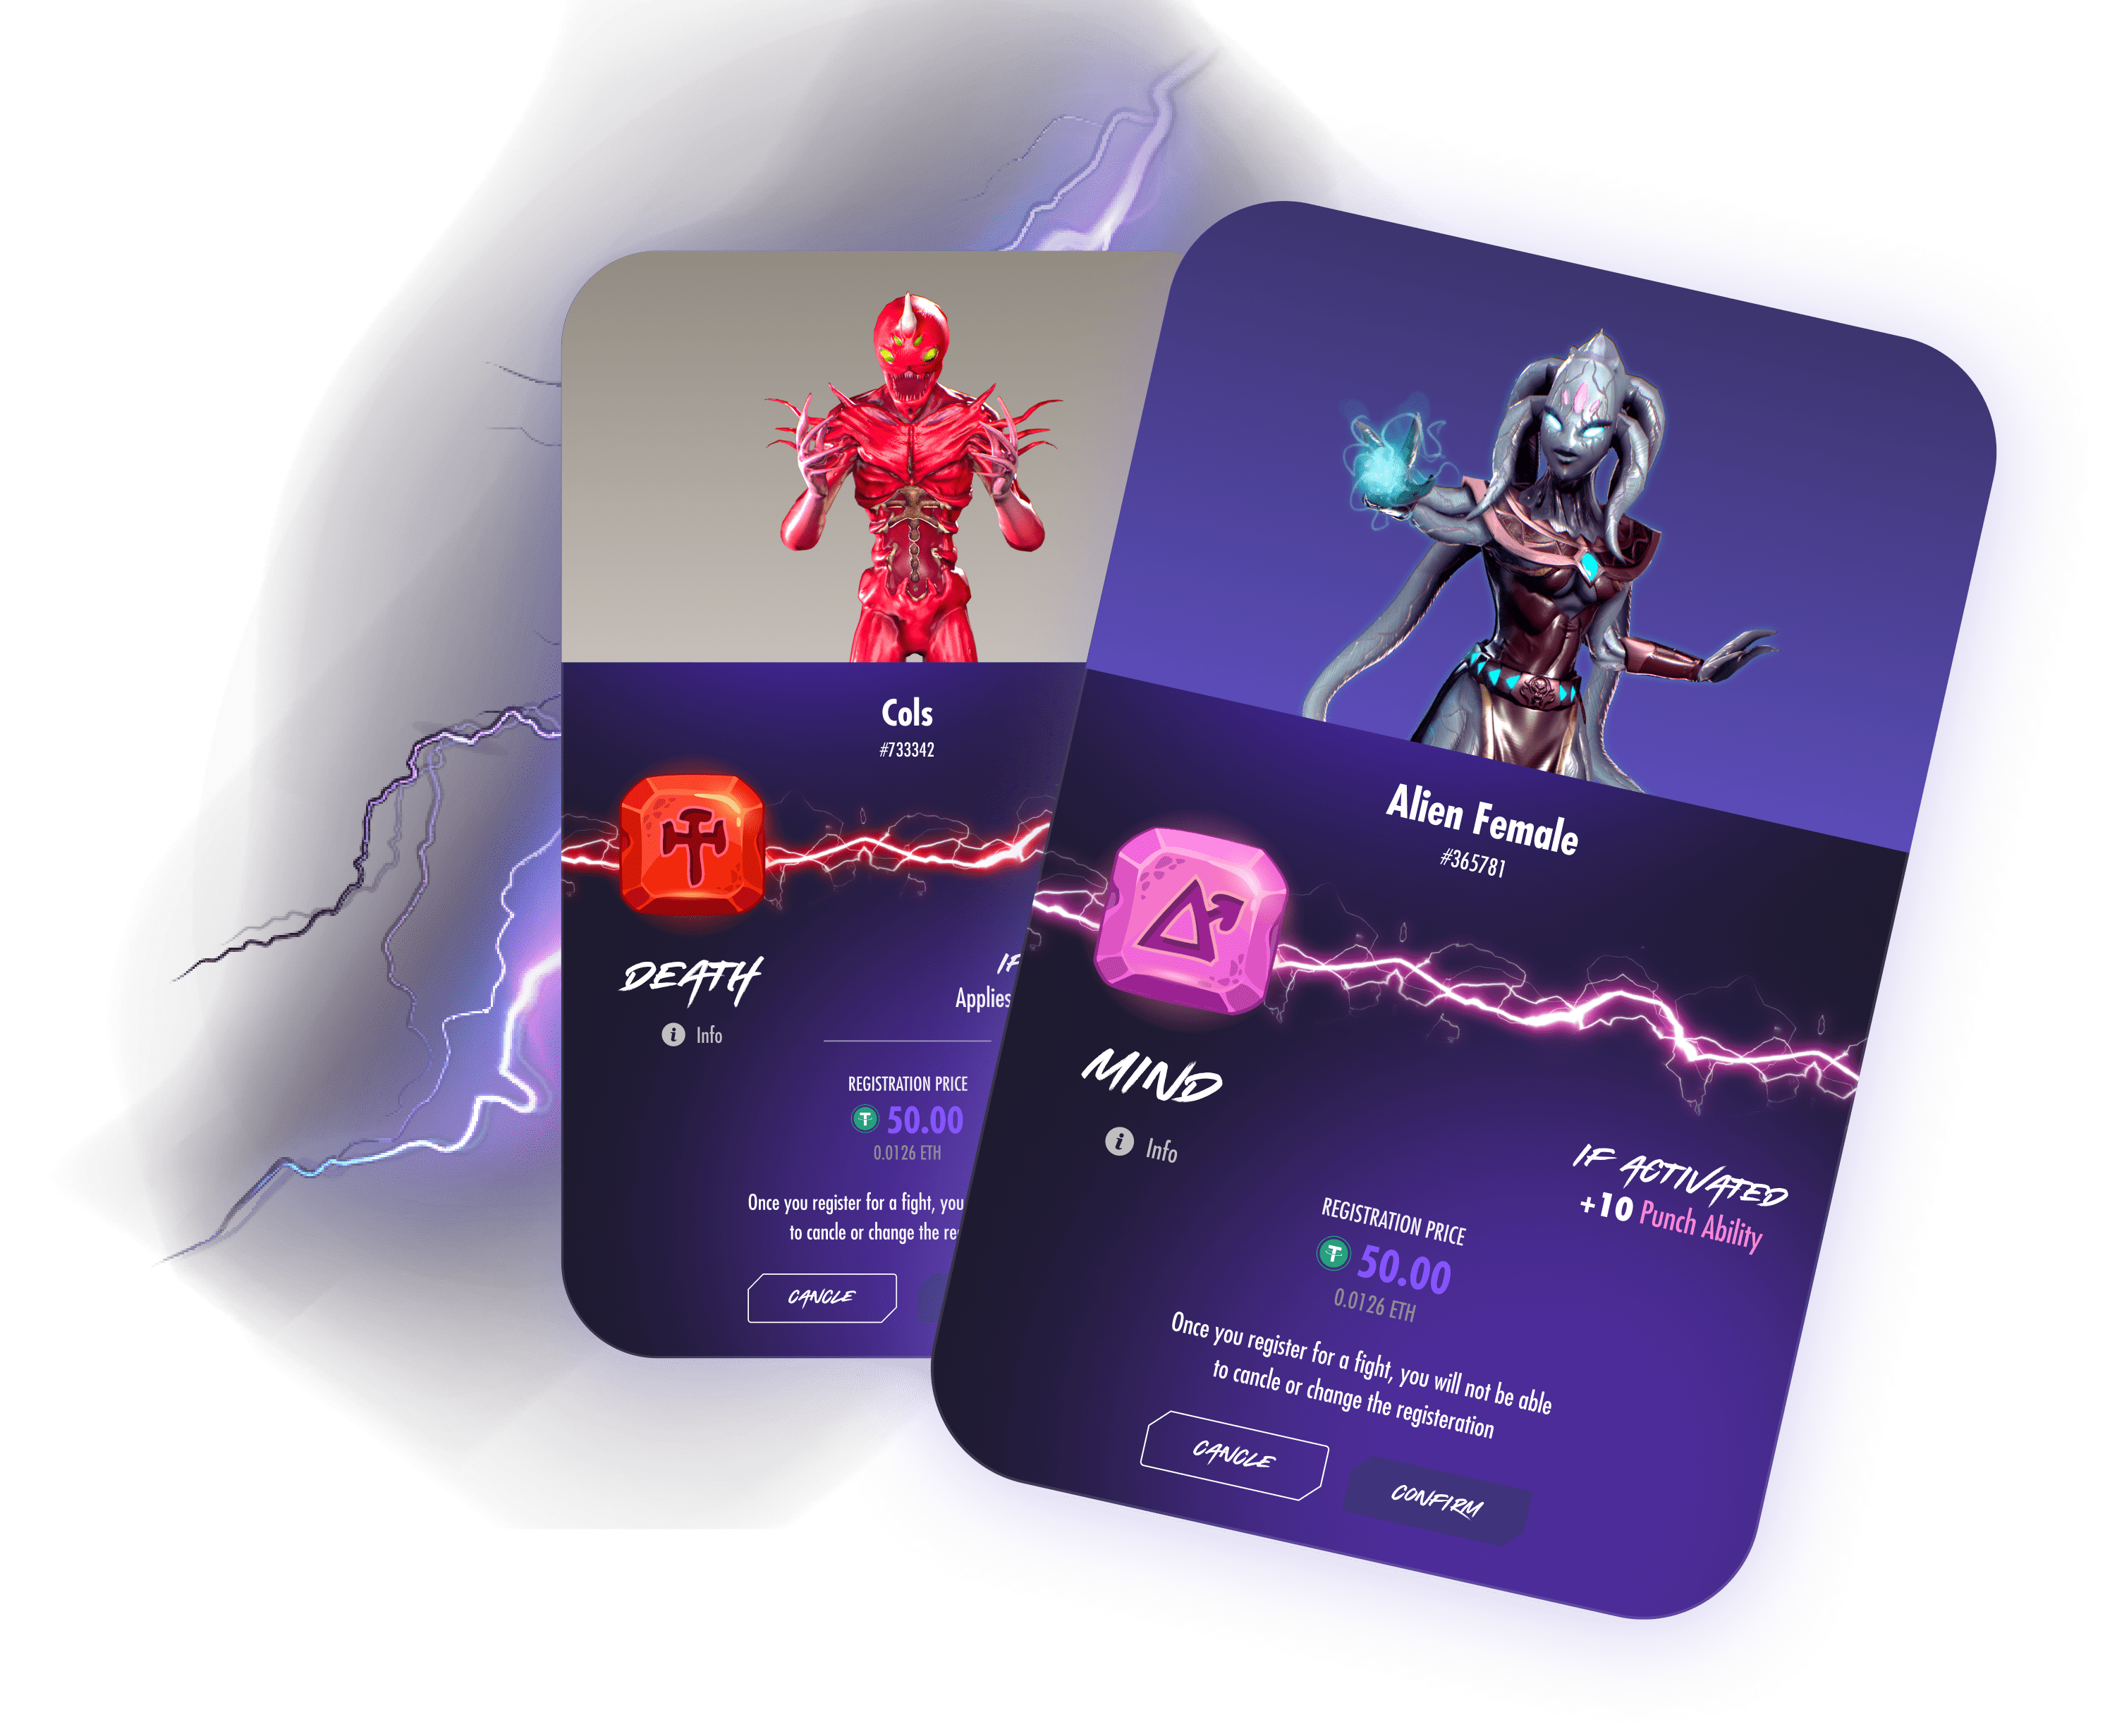 Cols
#733342
DEATH
Info
IF
Applies
REGISTRATION PRICE
50.00
0.0126 ETH
Once you register for a fight, you
to cancle or change the re
CANCLE
Alien Female
#365781
MIND
Info
IF ACTIVATED
+10 Punch Ability
REGISTRATION PRICE
50.00
0.0126 ETH
Once you register for a fight, you will not be able
to cancle or change the registeration
CANCLE
CONFIRM